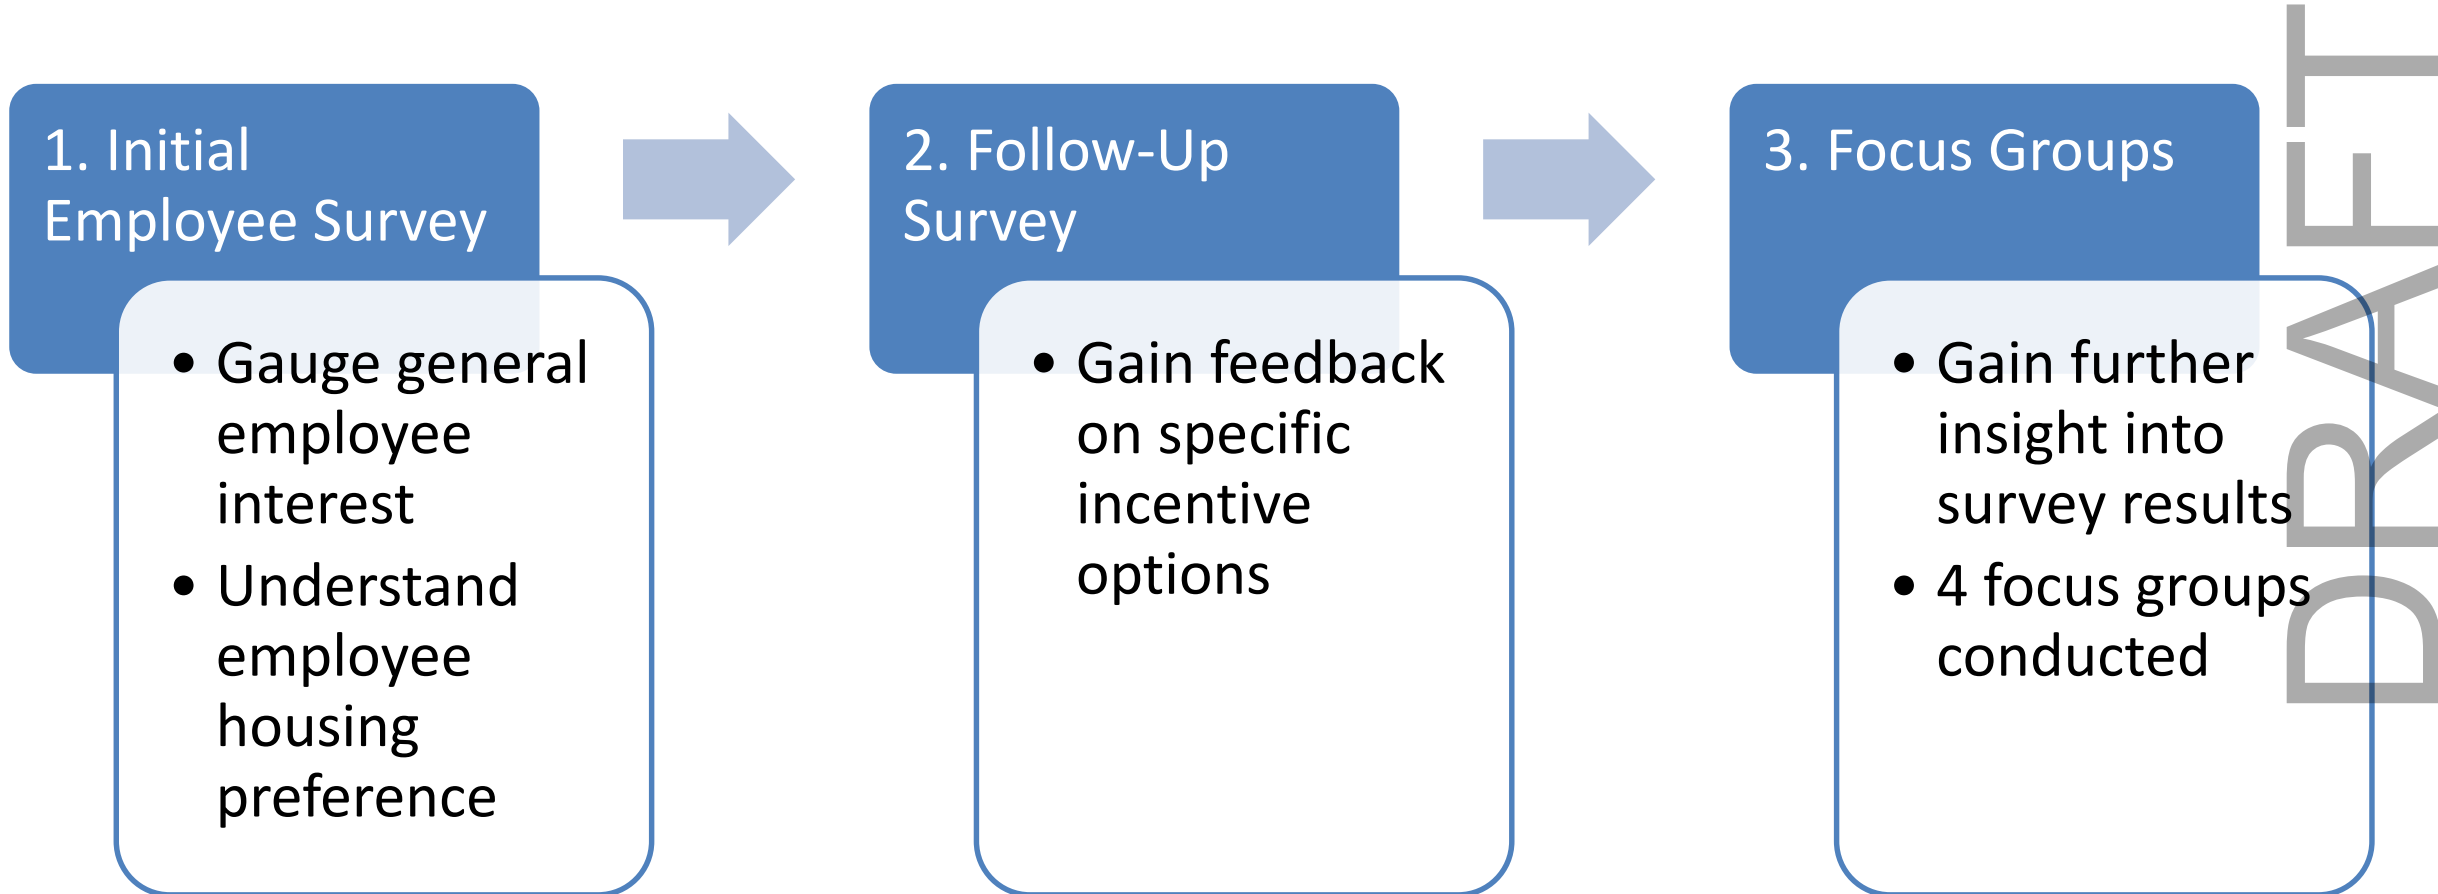 1. Initial
Employee Survey
• Gauge general
employee
interest
• Understand
employee
housing
preference
2. Follow-Up
Survey
• Gain feedback
on specific
incentive
options
3. Focus Groups
• Gain further
insight into
survey results
• 4 focus groups
conducted
DRAFT